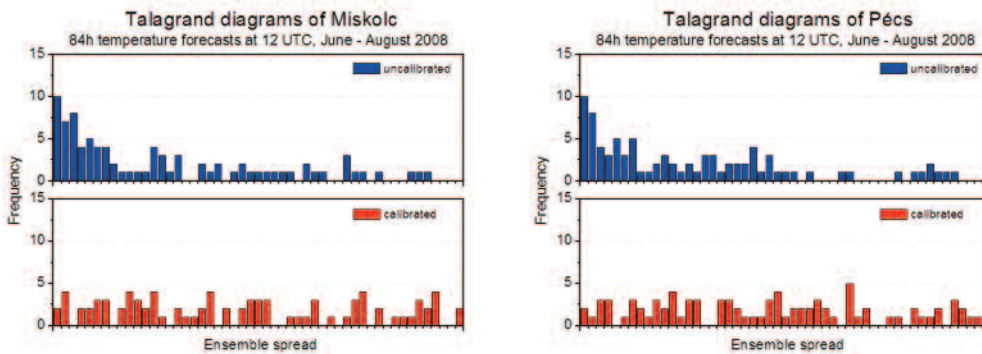 Talagrand diagrams of Miskolc
84h temperature forecasts at 12 UTC, June - August 2008
15
uncalibrated
10
5
0
15
calibrated
10
5
0
Frequency
Ensemble spread
Talagrand diagrams of Pécs
84h temperature forecasts at 12 UTC, June - August 2008
15
uncalibrated
10
5
0
15
calibrated
10
5
0
Frequency
Ensemble spread